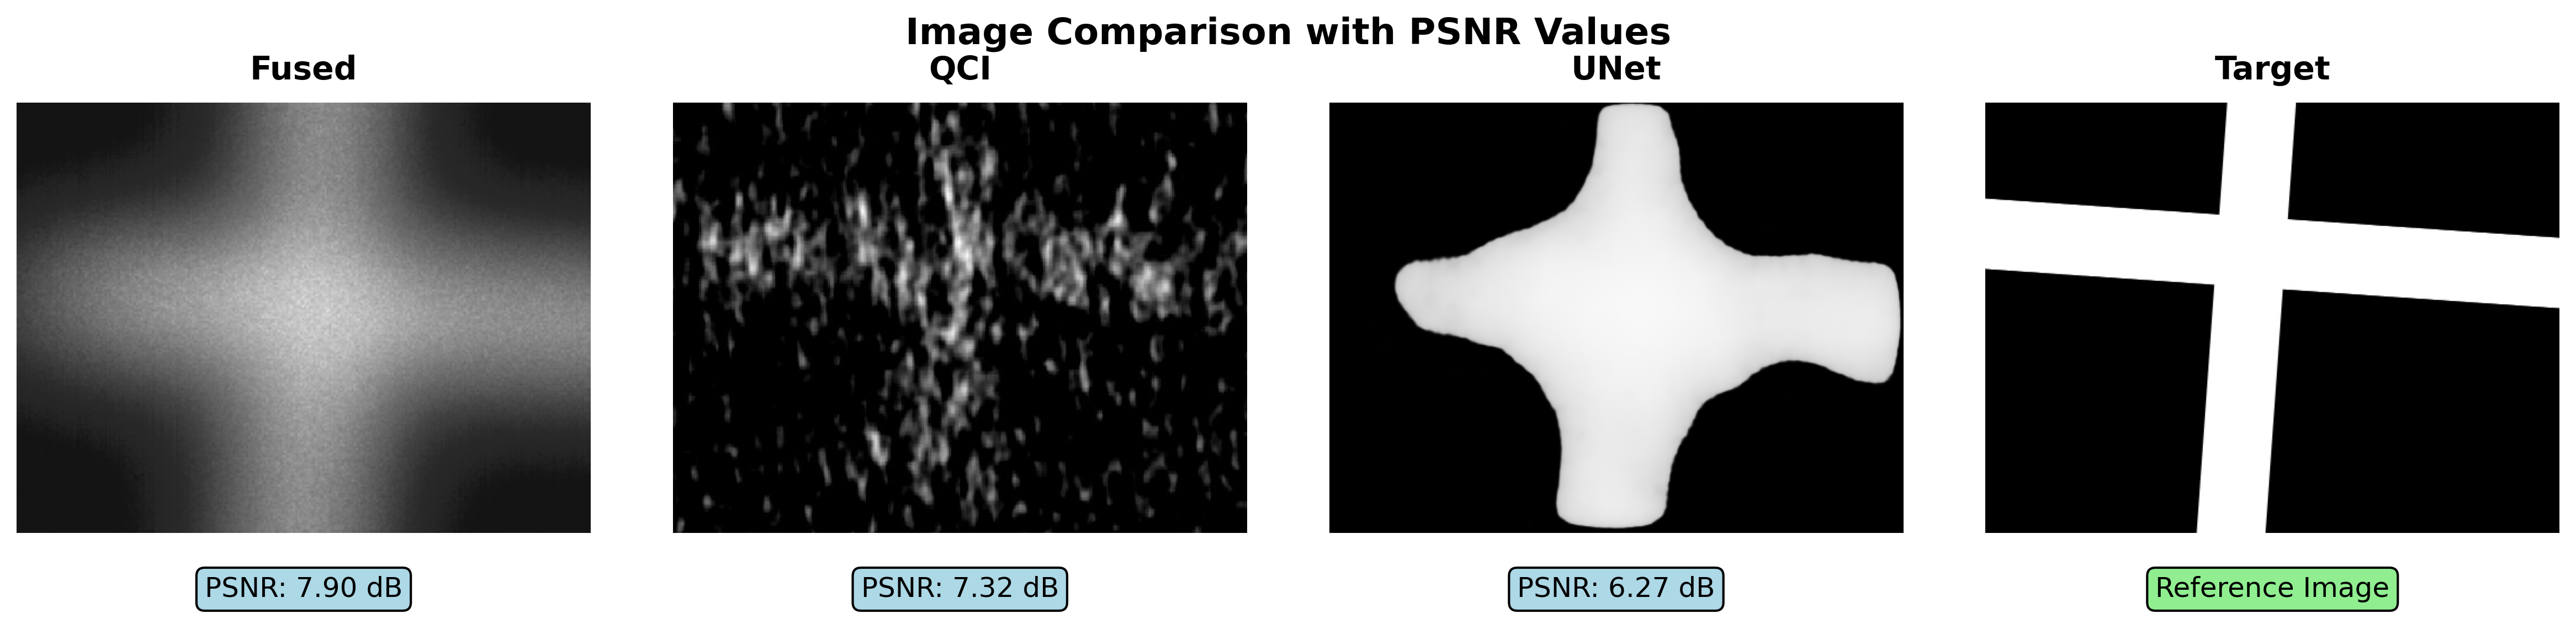 Image Comparison with PSNR Values
Fused
QCI
UNet
Target
PSNR: 7.90 dB
PSNR: 7.32 dB
PSNR: 6.27 dB
Reference Image